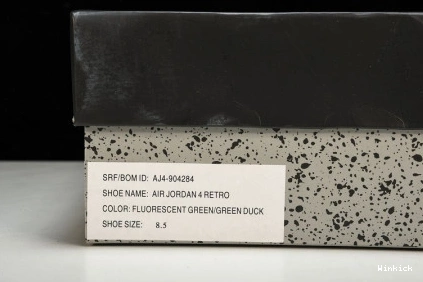 SRF/BOM ID: AJ4-904284
SHOE NAME: AIR JORDAN 4 RETRO
COLOR: FLUORESCENT GREEN/GREEN DUCK
SHOE SIZE: 8.5
Winkick